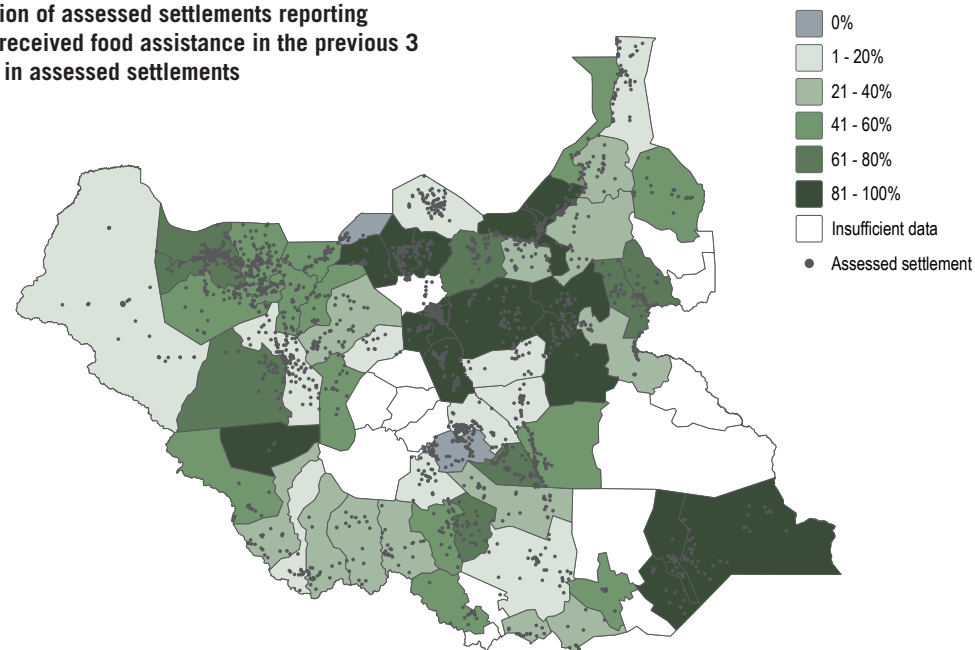 ion of assessed settlements reporting
received food assistance in the previous 3
in assessed settlements
0%
1 - 20%
21 - 40%
41 - 60%
61 - 80%
81 - 100%
Insufficient data
Assessed settlement